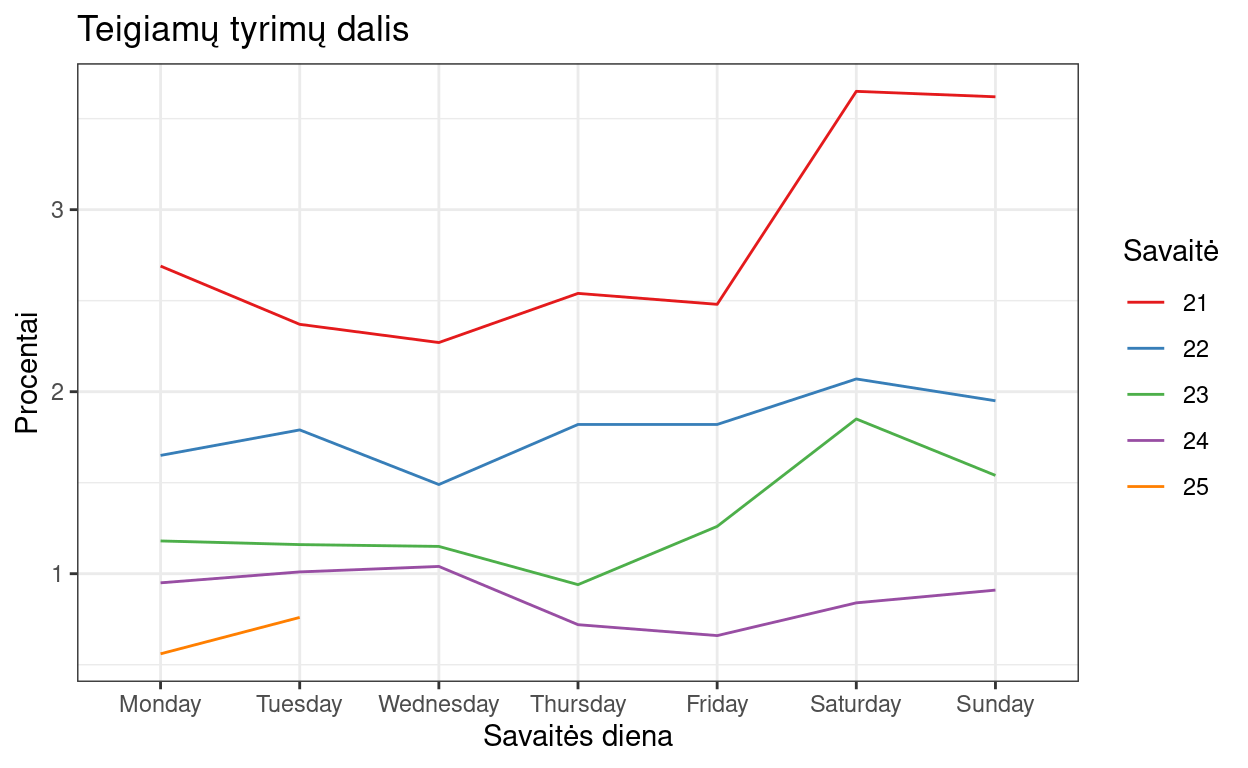 Teigiamų tyrimų dalis
Procentai
3
2
1
Monday Tuesday Wednesday Thursday Friday Saturday Sunday
Savaitės diena
Savaitė
21
22
23
24
25